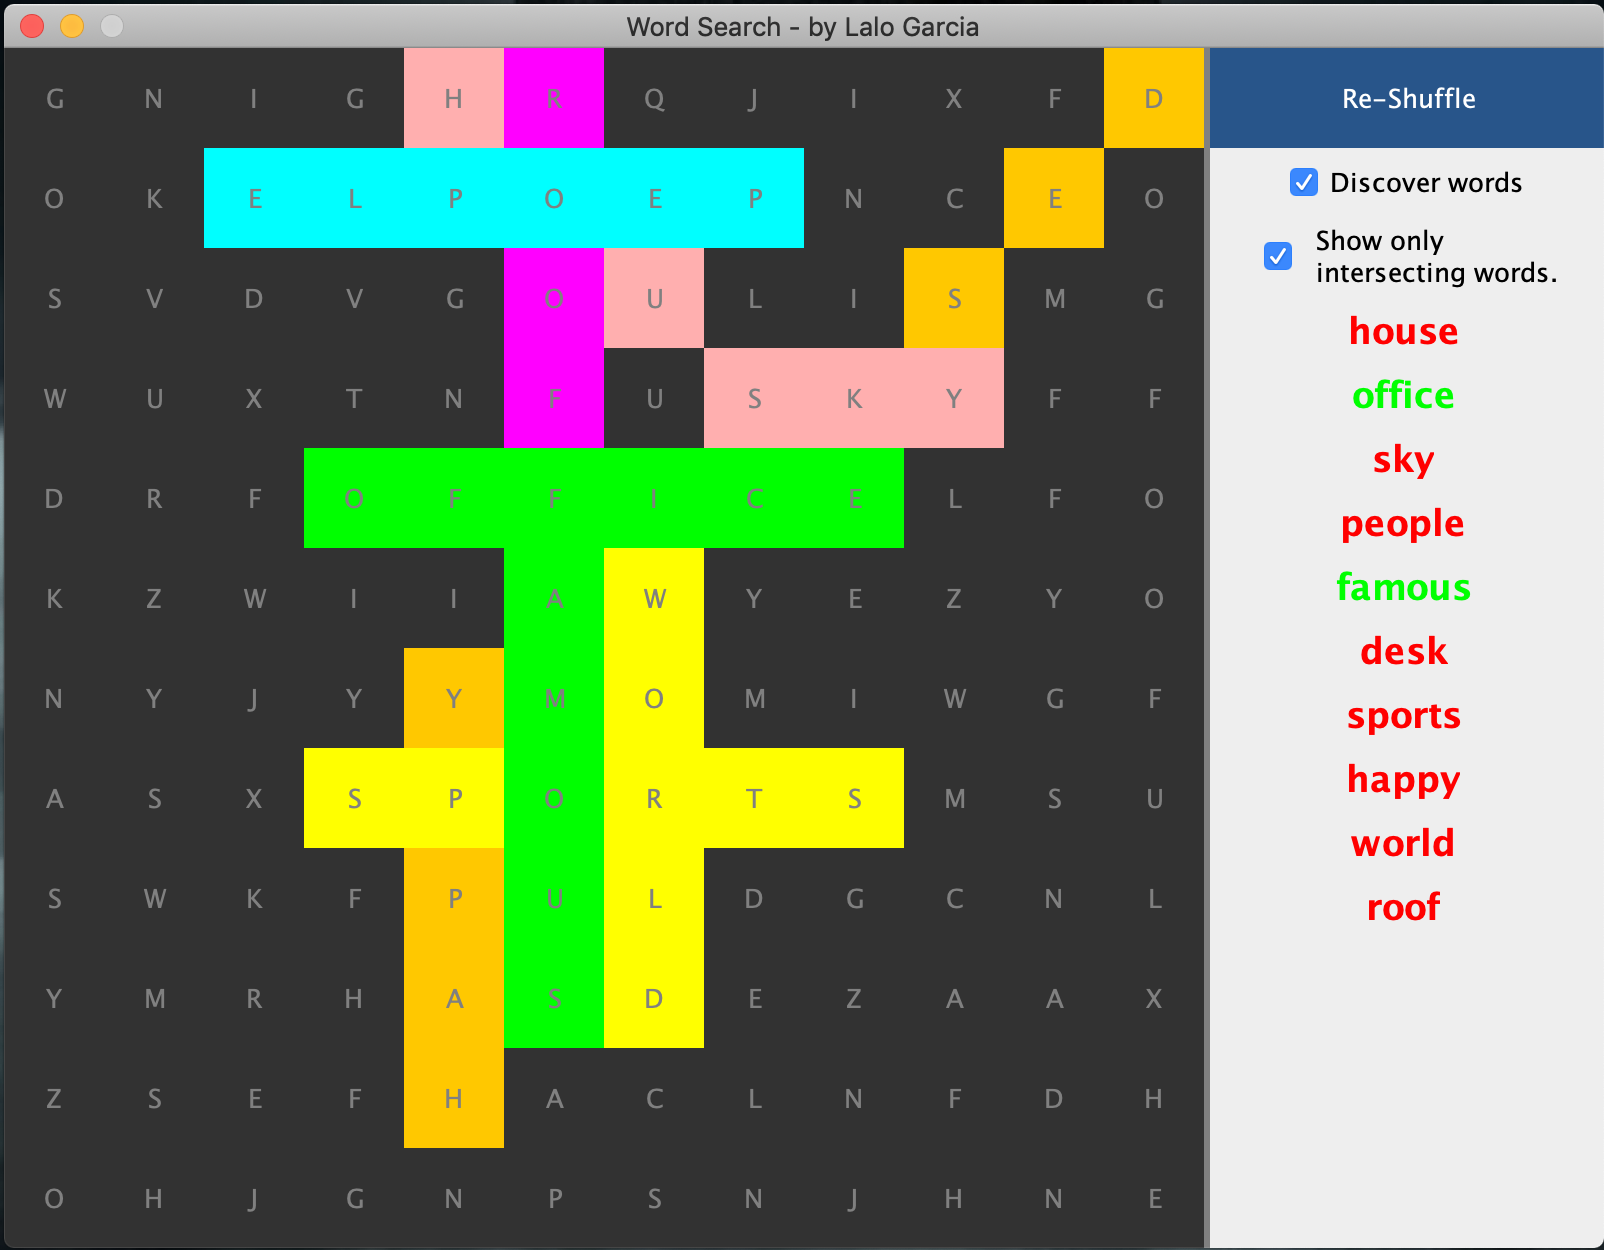 Word Search - by Lalo Garcia
G N I G H R Q J I X F D
O K E L P O E P N C E O
S V D V G O U L I S M G
W U X T N F U S K Y F F
D R F O F F I C E L F O
K Z W I I A W Y E Z Y O
N Y J Y Y M O M I W G F
A S X S P O R T S M S U
S W K F P U L D G C N L
Y M R H A S D E Z A A X
Z S E F H A C L N F D H
O H J G N P S N J H N E
Re-Shuffle
Discover words
Show only
intersecting words.
house
office
sky
people
famous
desk
sports
happy
world
roof